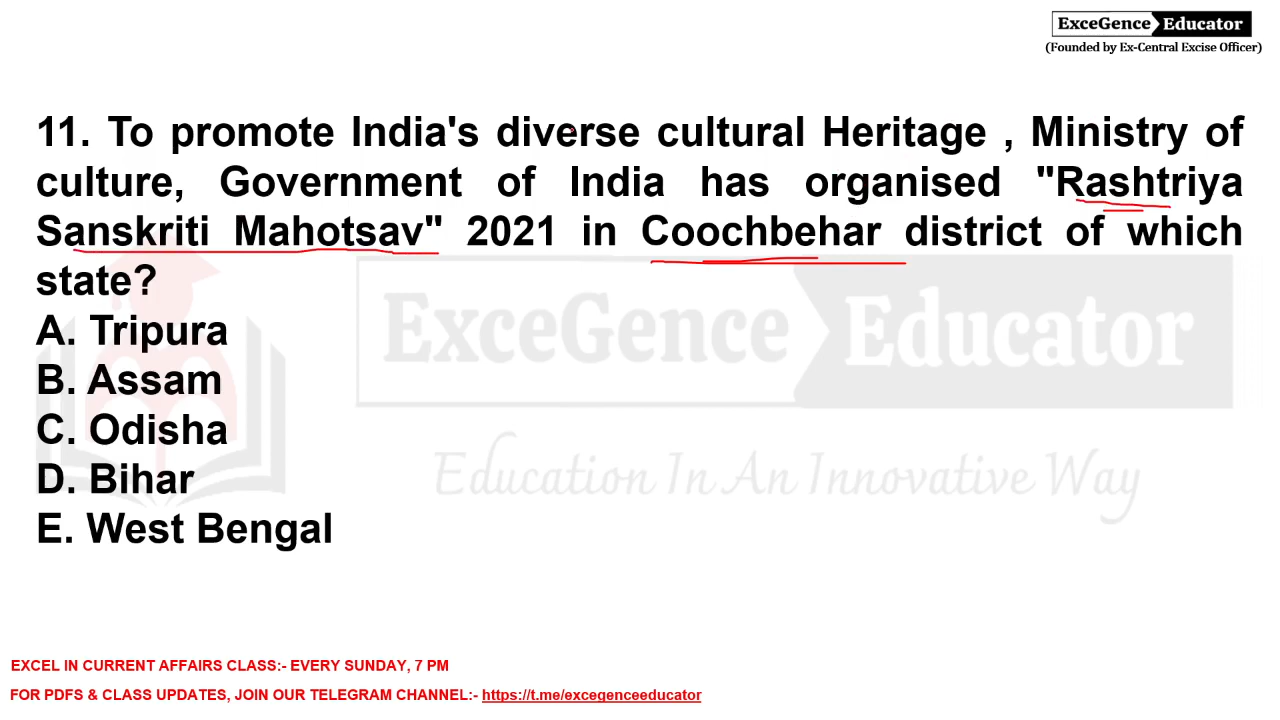 ExceGence Educator
(Founded by Ex-Central Excise Officer)
11. To promote India's diverse cultural Heritage , Ministry of
culture, Government of India has organised "Rashtriya
Sanskriti Mahotsav" 2021 in Coochbehar district of which
state?
A. Tripura
B. Assam
C. Odisha
D. Bihar
E. West Bengal
ExceGence Educator
Education In An Innovative Way
EXCEL IN CURRENT AFFAIRS CLASS:- EVERY SUNDAY, 7 PM
FOR PDFS & CLASS UPDATES, JOIN OUR TELEGRAM CHANNEL:- https://t.me/excegenceeducator